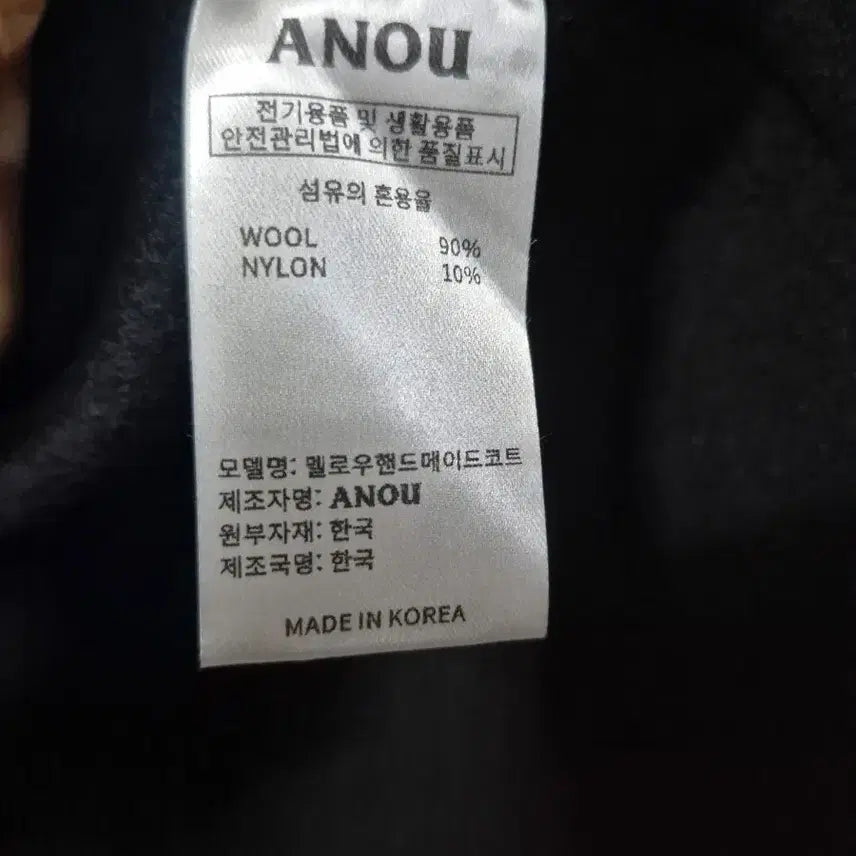 ANOU
전기용품 및 생활용품
안전관리법에 의한 품질표시
섬유의 혼용율
WOOL 90%
NYLON 10%
모델명: 멜로우핸드메이드코트
제조자명: ANOU
원부자재: 한국
제조국명: 한국
MADE IN KOREA